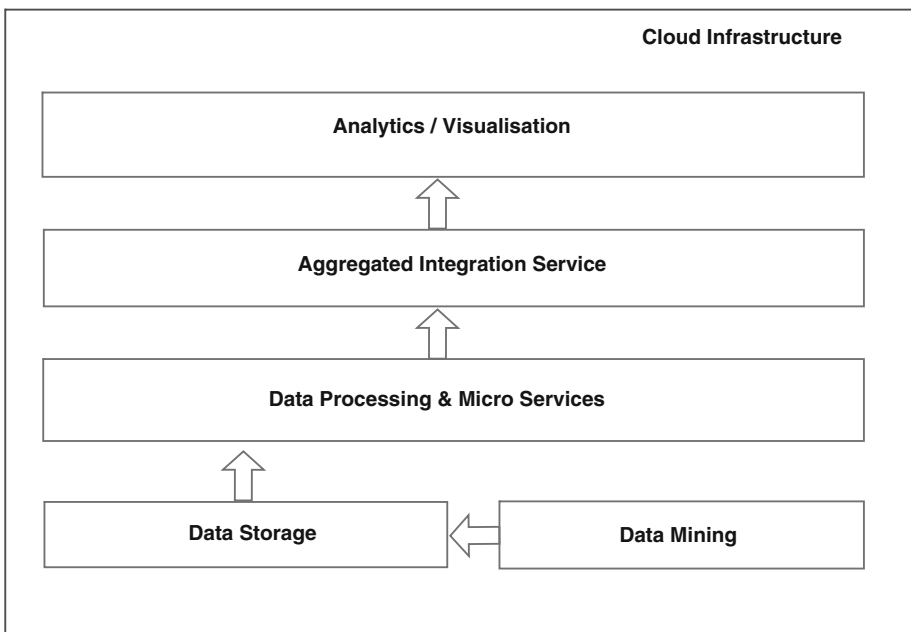 Cloud Infrastructure
Analytics / Visualisation
Aggregated Integration Service
Data Processing & Micro Services
Data Storage
Data Mining